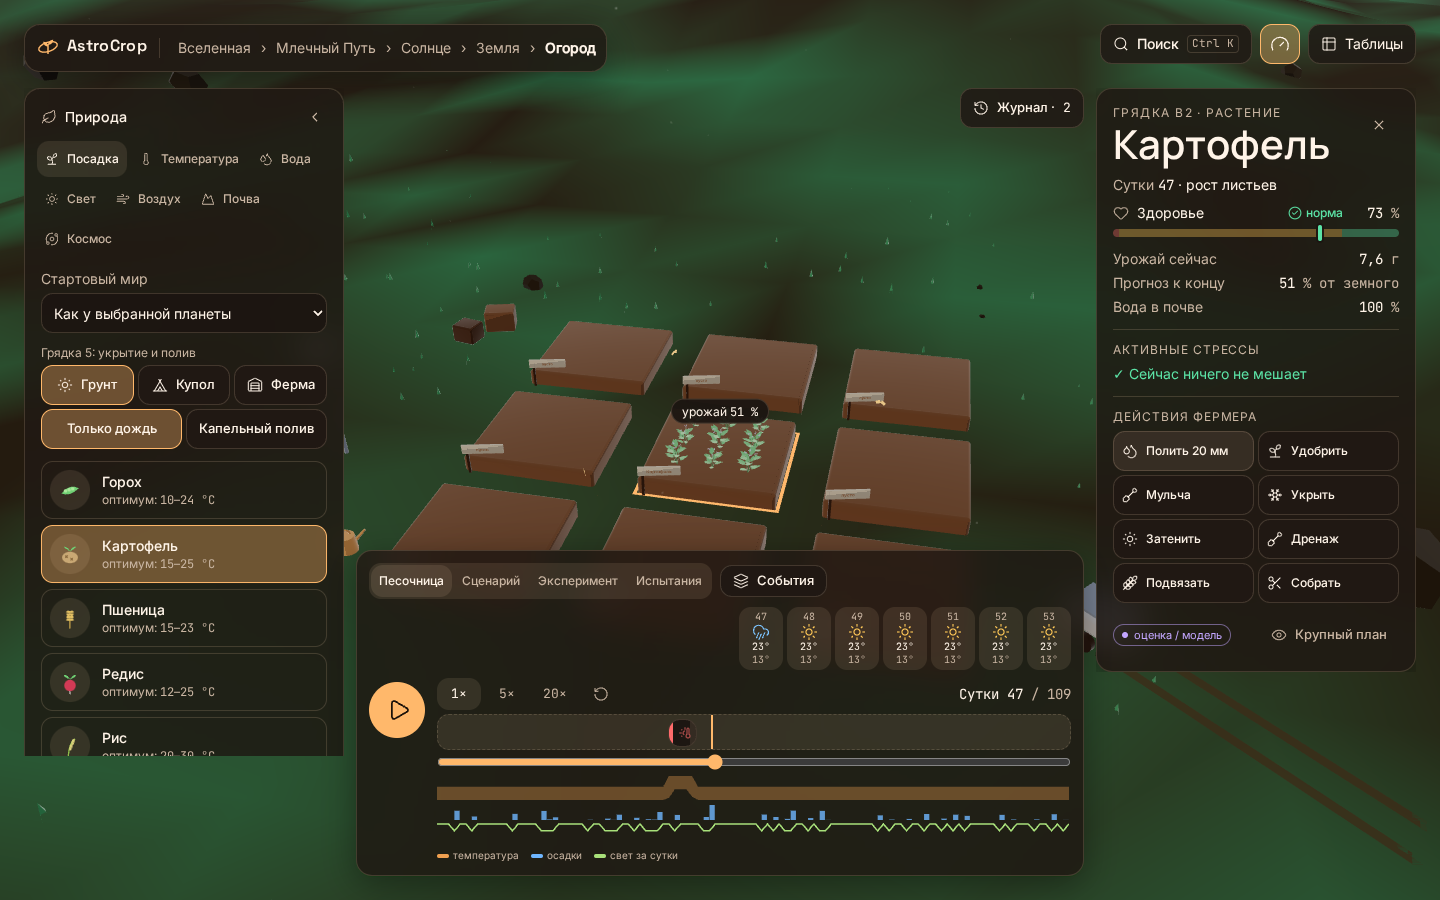 AstroCrop
Вселенная › Млечный Путь › Солнце › Земля › Огород
Поиск Ctrl K
Таблицы
Природа
Посадка Температура Вода
Свет Воздух Почва
Космос
Стартовый мир
Как у выбранной планеты
Грядка 5: укрытие и полив
Грунт Купол Ферма
Только дождь Капельный полив
Горох
оптимум: 10–24 °C
Картофель
оптимум: 15–25 °C
Пшеница
оптимум: 15–23 °C
Редис
оптимум: 12–25 °C
Рис
оптимум: 20–30 °C
Журнал · 2
урожай 51 %
Песочница Сценарий Эксперимент Испытания
События
47 48 49 50 51 52 53
23° 23° 23° 23° 23° 23° 23°
13° 13° 13° 13° 13° 13° 13°
1× 5× 20×
Сутки 47 / 109
температура осадки свет за сутки
ГРЯДКА B2 · РАСТЕНИЕ
Картофель
Сутки 47 · рост листьев
Здоровье норма 73 %
Урожай сейчас 7,6 г
Прогноз к концу 51 % от земного
Вода в почве 100 %
АКТИВНЫЕ СТРЕССЫ
✓ Сейчас ничего не мешает
ДЕЙСТВИЯ ФЕРМЕРА
Полить 20 мм Удобрить
Мульча Укрыть
Затенить Дренаж
Подвязать Собрать
оценка / модель
Крупный план